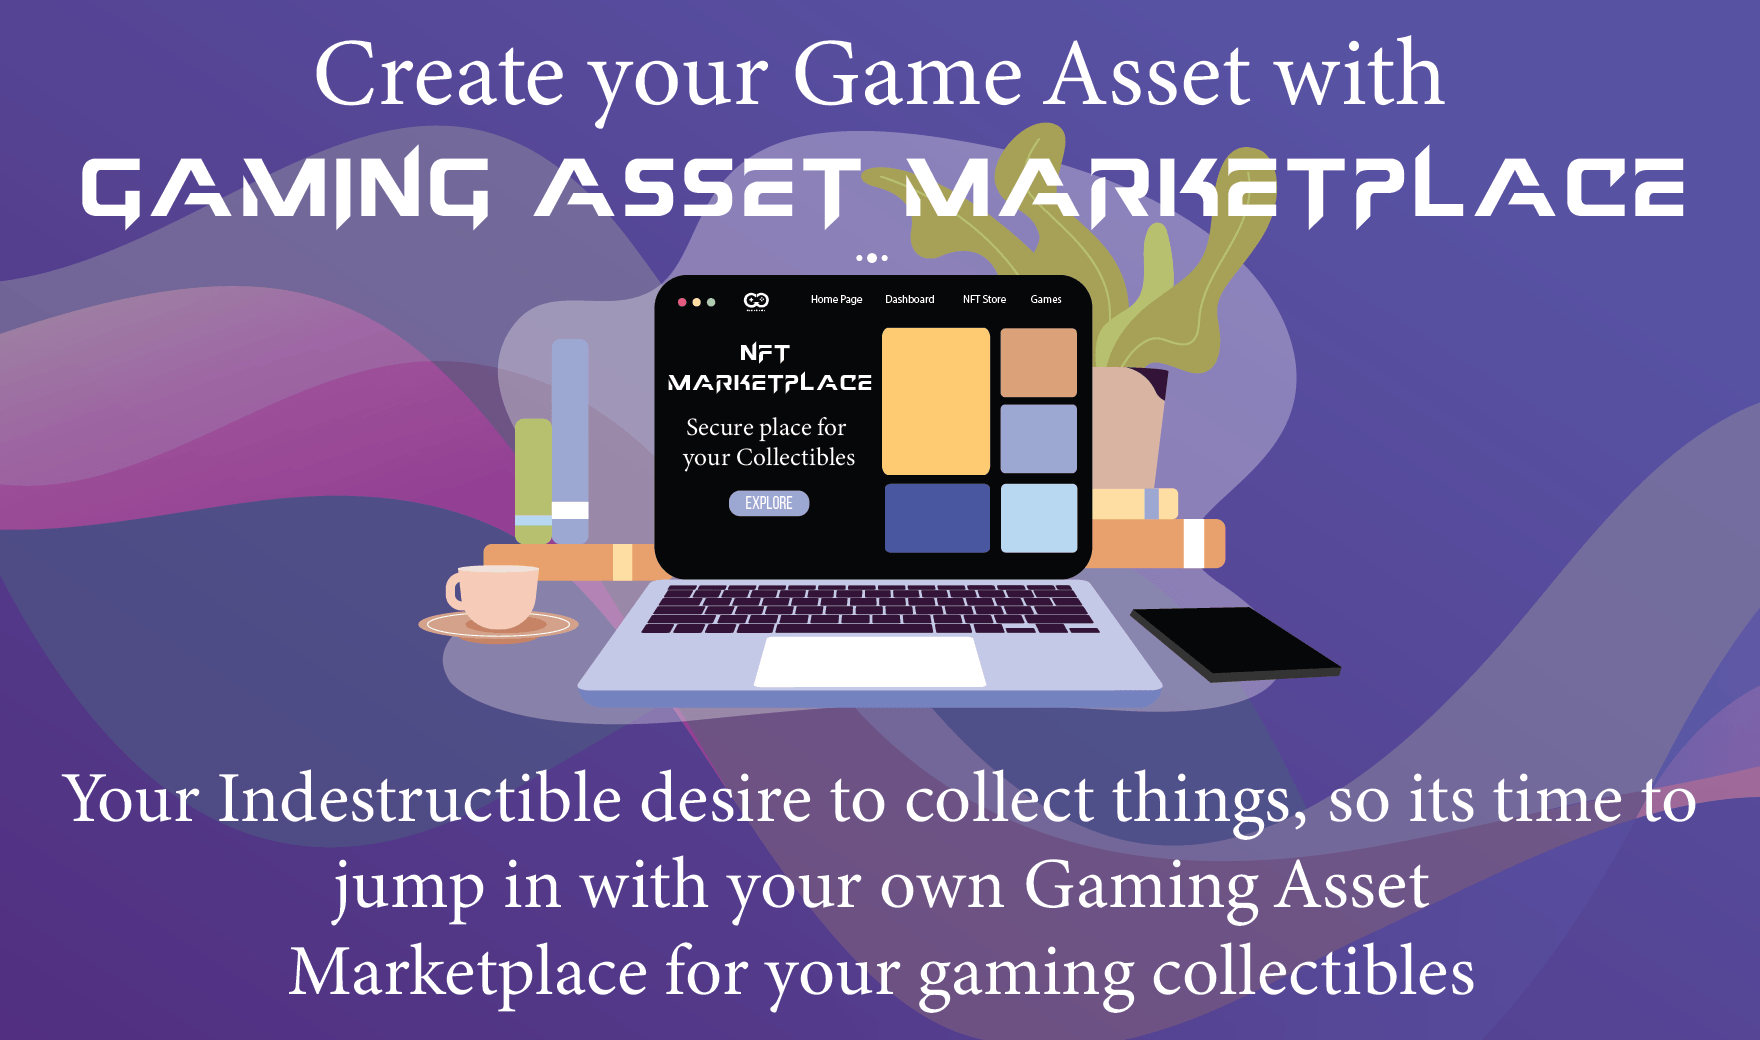 Create your Game Asset with
GAMING ASSET MARKETPLACE
Home Page Dashboard NFT Store Games
NFT
MARKETPLACE
Secure place for
your Collectibles
EXPLORE
Your Indestructible desire to collect things, so its time to
jump in with your own Gaming Asset
Marketplace for your gaming collectibles